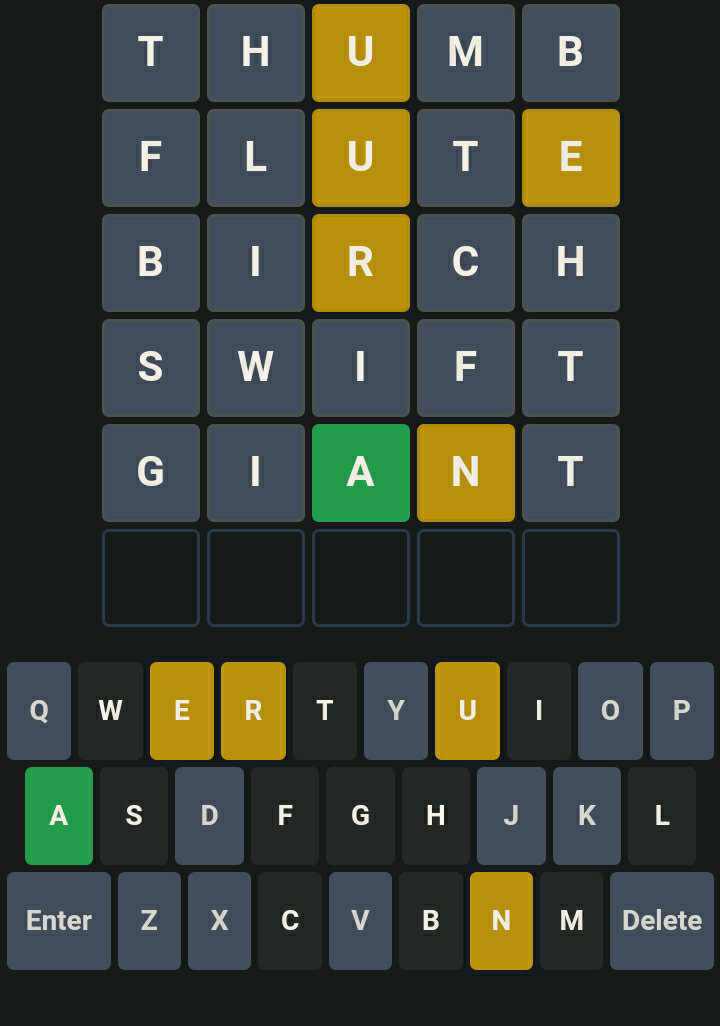 T H U M B
F L U T E
B I R C H
S W I F T
G I A N T
Q W E R T Y U I O P
A S D F G H J K L
Enter Z X C V B N M Delete